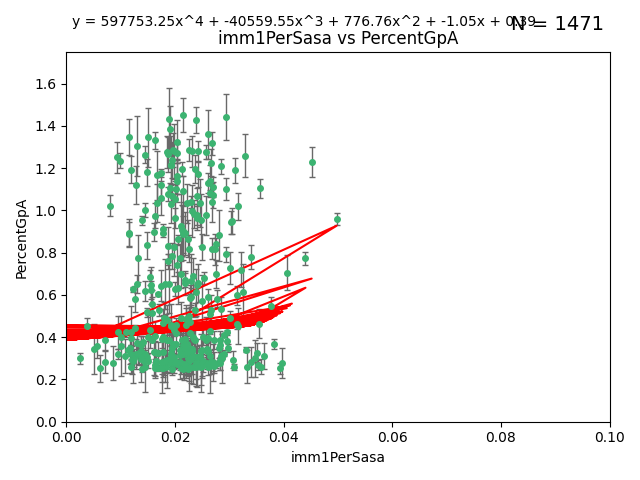 y = 597753.25x^4 + -40559.55x^3 + 776.76x^2 + -1.05x + 0.39
N = 1471
imm1PerSasa vs PercentGpA
1.6
1.4
1.2
1.0
0.8
0.6
0.4
0.2
0.0
PercentGpA
0.00 0.02 0.04 0.06 0.08 0.10
imm1PerSasa